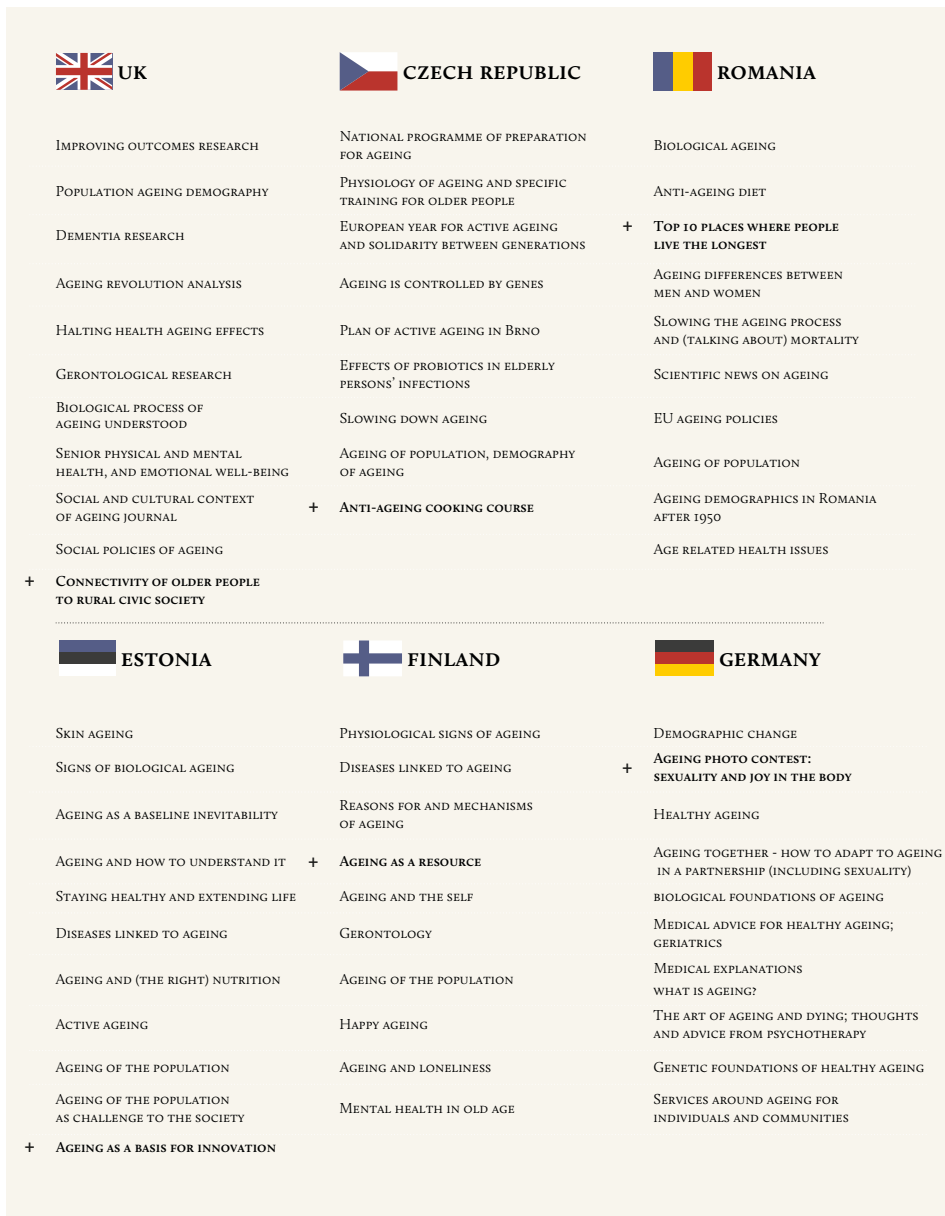 UK
Improving outcomes research
Population ageing demography
Dementia research
Ageing revolution analysis
Halting health ageing effects
Gerontological research
Biological process of
ageing understood
Senior physical and mental
health, and emotional well-being
Social and cultural context
of ageing journal
Social policies of ageing
+ Connectivity of older people
to rural civic society
CZECH REPUBLIC
National programme of preparation
for ageing
Physiology of ageing and specific
training for older people
European year for active ageing
and solidarity between generations
Ageing is controlled by genes
Plan of active ageing in Brno
Effects of probiotics in elderly
persons' infections
Slowing down ageing
Ageing of population, demography
of ageing
+ Anti-ageing cooking course
ROMANIA
Biological ageing
Anti-ageing diet
+ Top 10 places where people
live the longest
Ageing differences between
men and women
Slowing the ageing process
and (talking about) mortality
Scientific news on ageing
EU ageing policies
Ageing of population
Ageing demographics in Romania
after 1950
Age related health issues
ESTONIA
Skin ageing
Signs of biological ageing
Ageing as a baseline inevitability
Ageing and how to understand it
Staying healthy and extending life
Diseases linked to ageing
Ageing and (the right) nutrition
Active ageing
Ageing of the population
Ageing of the population
as challenge to the society
+ Ageing as a basis for innovation
FINLAND
Physiological signs of ageing
Diseases linked to ageing
Reasons for and mechanisms
of ageing
+ Ageing as a resource
Ageing and the self
Gerontology
Ageing of the population
Happy ageing
Ageing and loneliness
Mental health in old age
GERMANY
Demographic change
+ Ageing photo contest:
sexuality and joy in the body
Healthy ageing
Ageing together - how to adapt to ageing
in a partnership (including sexuality)
biological foundations of ageing
Medical advice for healthy ageing;
geriatrics
Medical explanations
what is ageing?
The art of ageing and dying; thoughts
and advice from psychotherapy
Genetic foundations of healthy ageing
Services around ageing for
individuals and communities